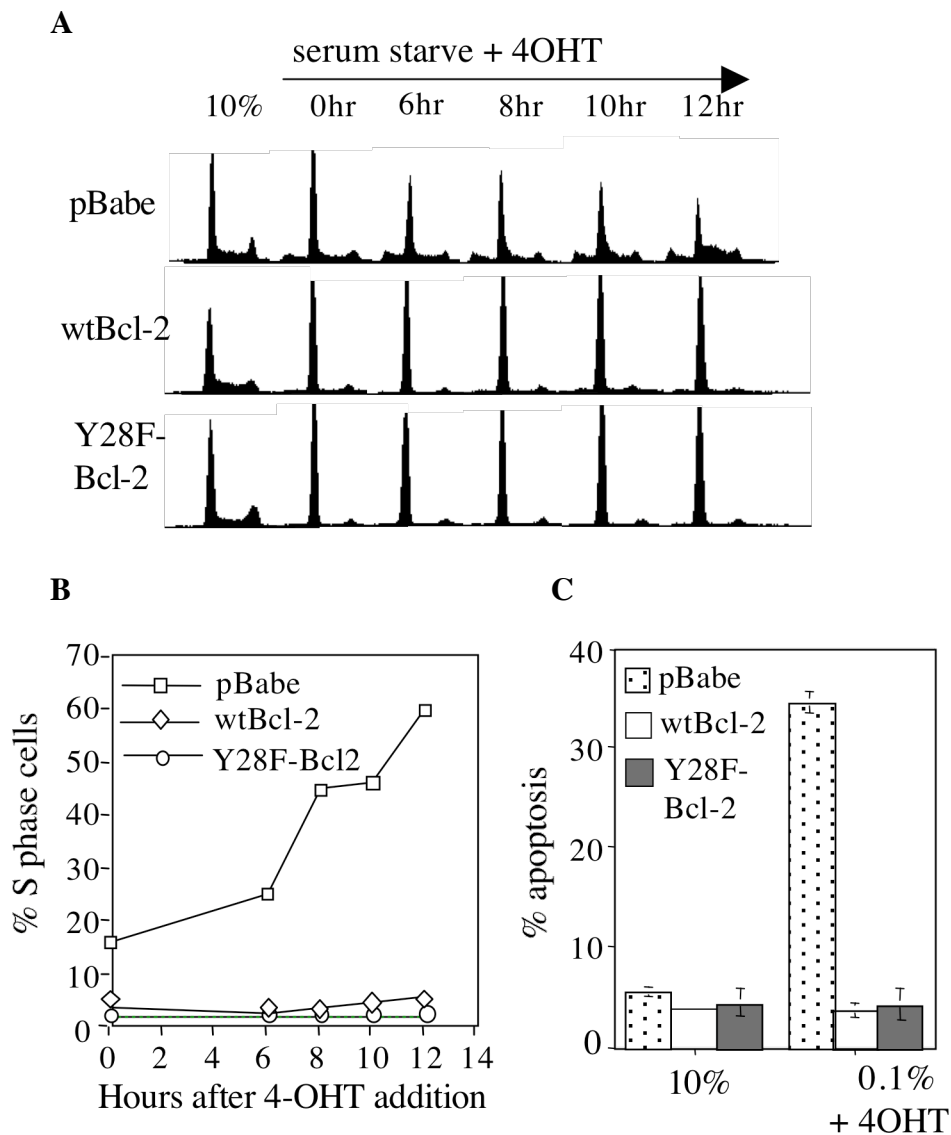 A
serum starve + 4OHT
10% 0hr 6hr 8hr 10hr 12hr
pBabe
wtBcl-2
Y28F-
Bcl-2
B
70
60
50
40
30
20
10
0
% S phase cells
pBabe
wtBcl-2
Y28F-Bcl2
0 2 4 6 8 10 12 14
Hours after 4-OHT addition
C
40
30
20
10
0
% apoptosis
pBabe
wtBcl-2
Y28F-
Bcl-2
10% 0.1%
+ 4OHT